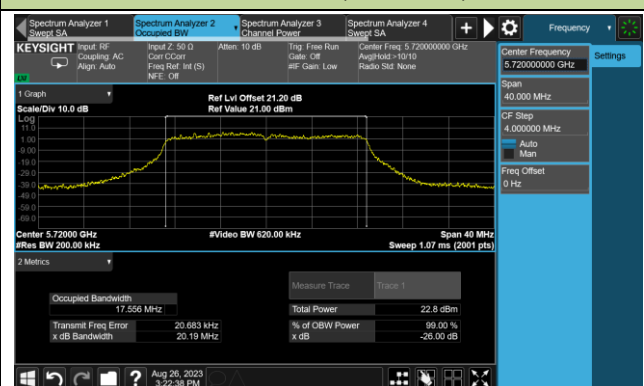 Spectrum Analyzer 1
Swept SA
Spectrum Analyzer 2
Occupied BW
Spectrum Analyzer 3
Channel Power
Spectrum Analyzer 4
Swept SA
+
Frequency
KEYSIGHT
Input: RF
Coupling: AC
Align: Auto
Input Z: 50 Ω
Corr CCorr
Freq Ref: Int (S)
NFE: Off
Atten: 10 dB
Trig: Free Run
Gate: Off
#IF Gain: Low
Center Freq: 5.720000000 GHz
Avg|Hold:>10/10
Radio Std: None
Center Frequency
5.720000000 GHz
Settings
Span
40.000 MHz
CF Step
4.000000 MHz
Auto
Man
Freq Offset
0 Hz
1 Graph
Scale/Div 10.0 dB
Ref Lvl Offset 21.20 dB
Ref Value 21.00 dBm
Log
11.0
1.00
-9.00
-19.0
-29.0
-39.0
-49.0
-59.0
-69.0
Center 5.72000 GHz
#Video BW 620.00 kHz
Span 40 MHz
#Res BW 200.00 kHz
Sweep 1.07 ms (2001 pts)
2 Metrics
Measure Trace
Trace 1
Occupied Bandwidth
17.556 MHz
Total Power
22.8 dBm
Transmit Freq Error
20.683 kHz
% of OBW Power
99.00 %
x dB Bandwidth
20.19 MHz
x dB
-26.00 dB
?
Aug 26, 2023
3:22:38 PM